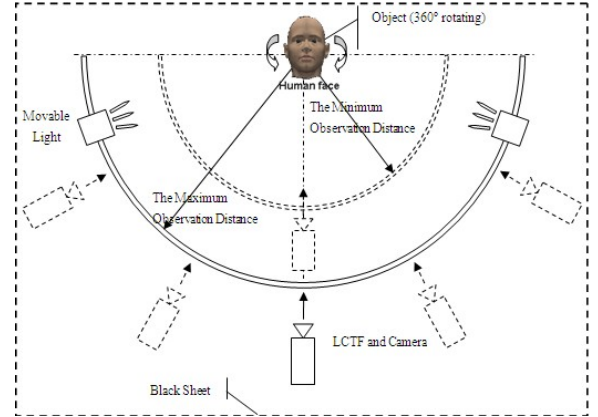 Object (360° rotating)
Human face
Movable
Light
The Minimum
Observation Distance
The Maximum
Observation Distance
LCTF and Camera
Black Sheet